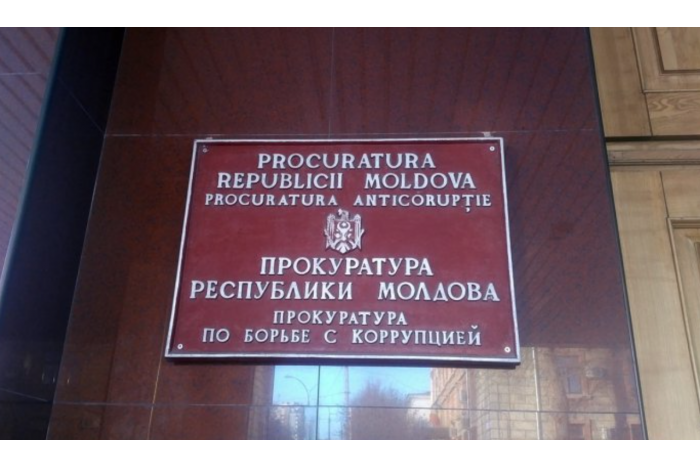 PROCURATURA
REPUBLICII MOLDOVA
PROCURATURA ANTICORUPȚIE
ПРОКУРАТУРА
РЕСПУБЛИКИ МОЛДОВА
ПРОКУРАТУРА
ПО БОРЬБЕ С КОРРУПЦИЕЙ